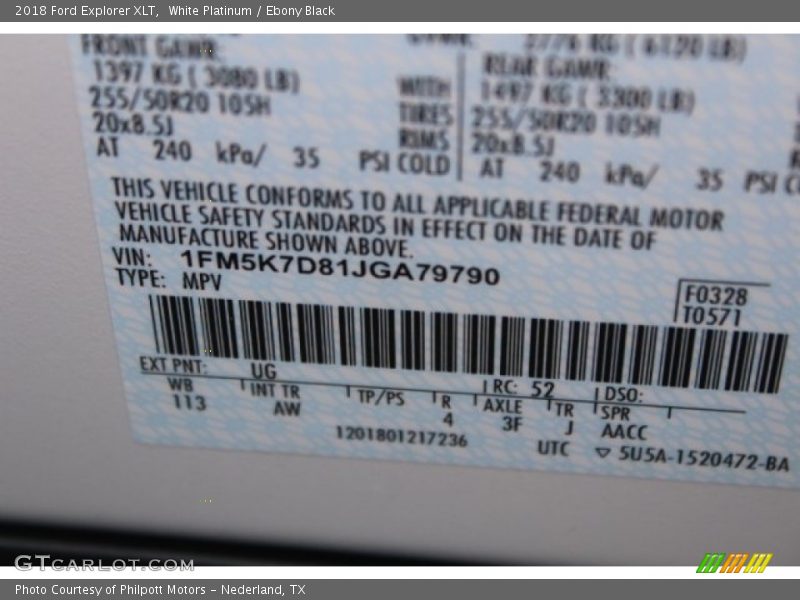 2018 Ford Explorer XLT, White Platinum / Ebony Black
FRONT GAWR:
1397 KG ( 3080 LB)
255/50R20 105H
20x8.5J
AT 240 kPa/ 35 PSI COLD
WITH
TIRES
RIMS
KG ( 6120 LB)
REAR GAWR:
1497 KG ( 3300 LB)
255/50R20 105H
20x8.5J
AT 240 kPa/ 35 PSI C
THIS VEHICLE CONFORMS TO ALL APPLICABLE FEDERAL MOTOR
VEHICLE SAFETY STANDARDS IN EFFECT ON THE DATE OF
MANUFACTURE SHOWN ABOVE.
VIN: 1FM5K7D81JGA79790
TYPE: MPV
F0328
T0571
EXT PNT: UG RC: 52 DSO:
WB INT TR TP/PS R AXLE TR SPR
113 AW 4 3F J AACC
1201801217236
UTC ▽ 5U5A-1520472-BA
GTCARLOT.COM
Photo Courtesy of Philpott Motors - Nederland, TX